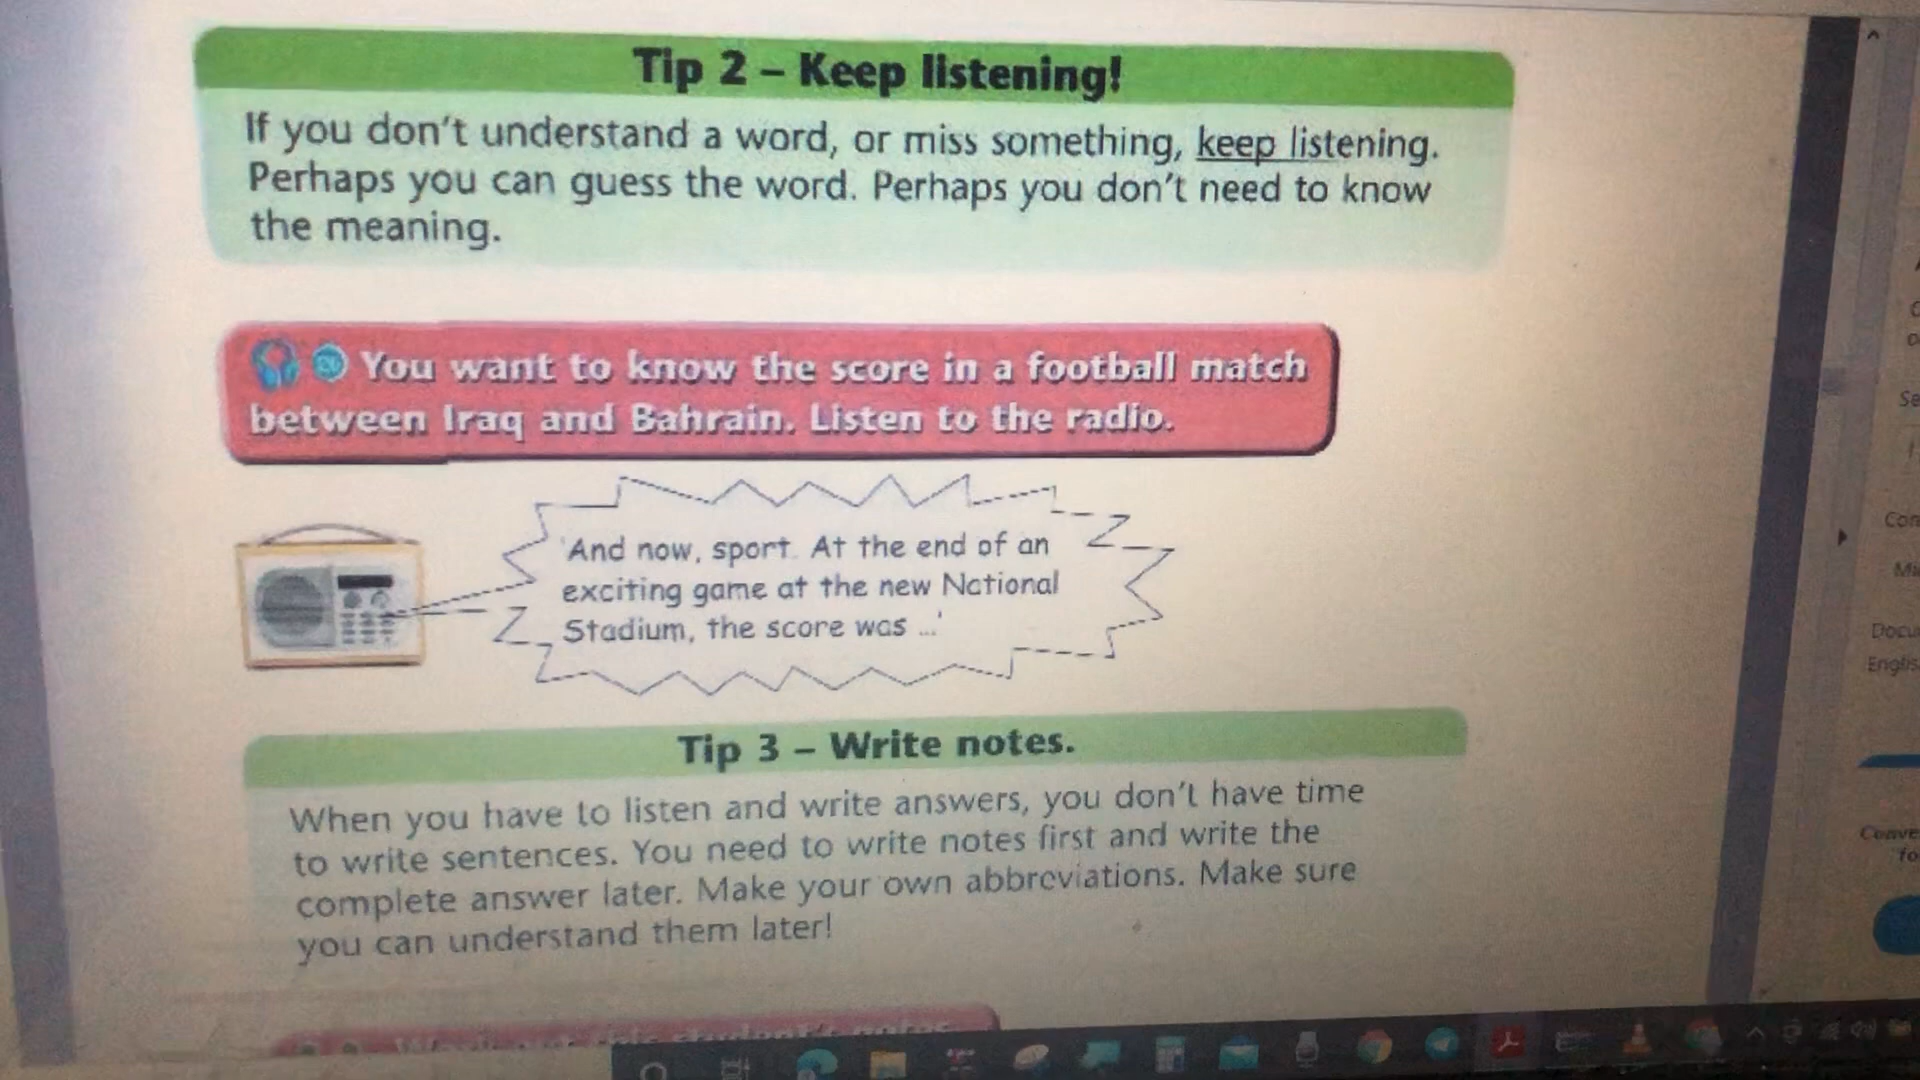 Tip 2 – Keep listening!
If you don't understand a word, or miss something, keep listening.
Perhaps you can guess the word. Perhaps you don't need to know
the meaning.
You want to know the score in a football match
between Iraq and Bahrain. Listen to the radio.
'And now, sport. At the end of an
exciting game at the new National
Stadium, the score was ...'
Tip 3 – Write notes.
When you have to listen and write answers, you don't have time
to write sentences. You need to write notes first and write the
complete answer later. Make your own abbreviations. Make sure
you can understand them later!
student's notes